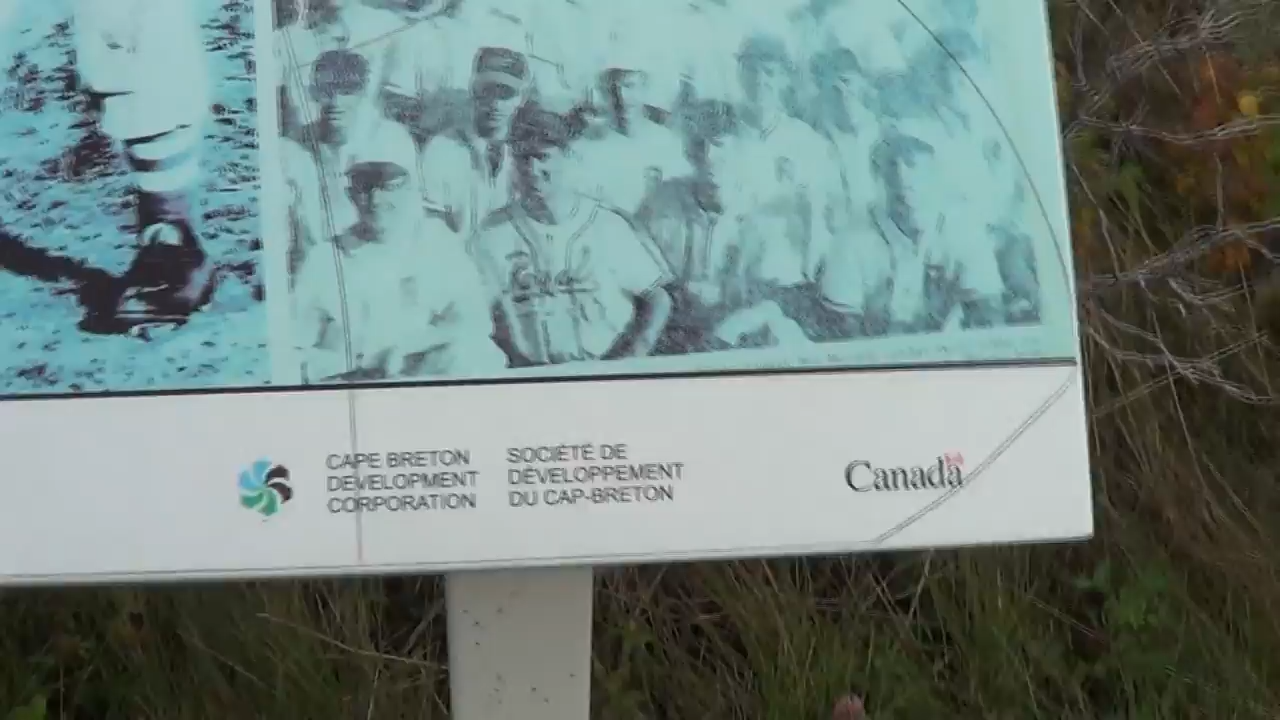 CAPE BRETON
DEVELOPMENT
CORPORATION
SOCIÉTÉ DE
DÉVELOPPEMENT
DU CAP-BRETON
Canada